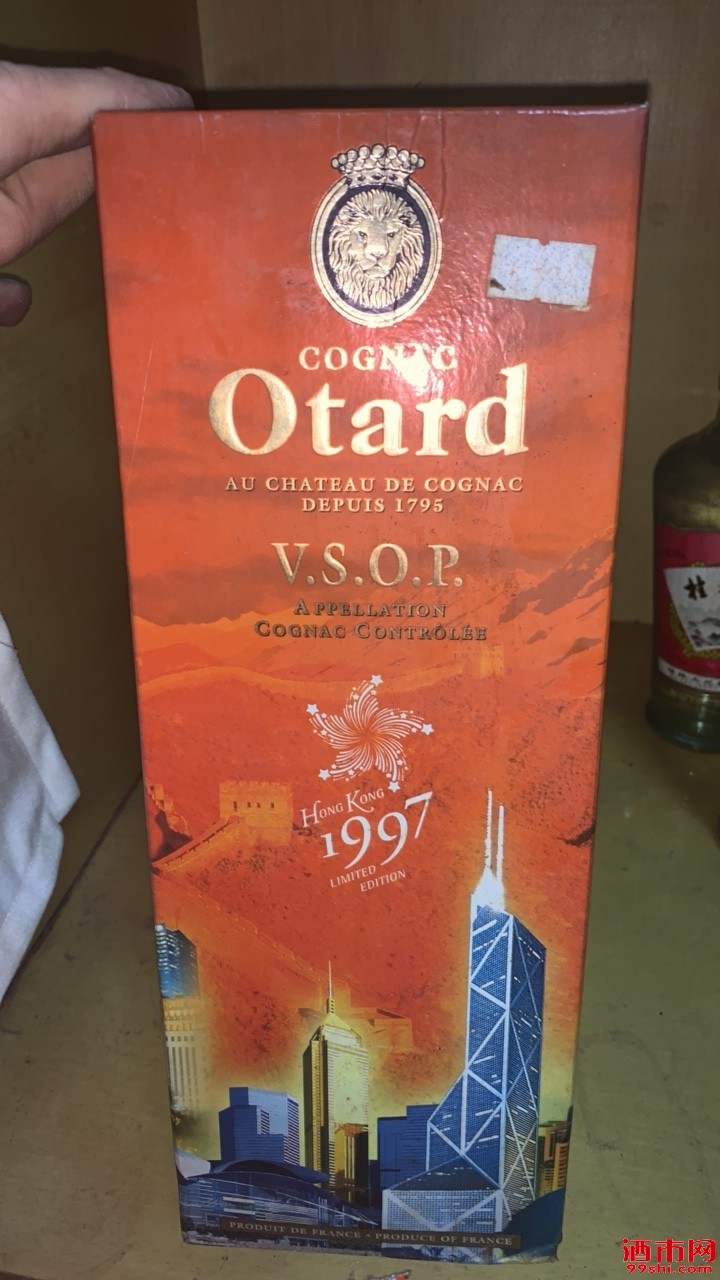 COGNAC
Otard
AU CHATEAU DE COGNAC
DEPUIS 1795
V.S.O.P.
APPELLATION
COGNAC CONTRÔLÉE
HONG KONG
1997
LIMITED
EDITION
PRODUIT DE FRANCE - PRODUCE OF FRANCE
桂
酒市网
99shi.com